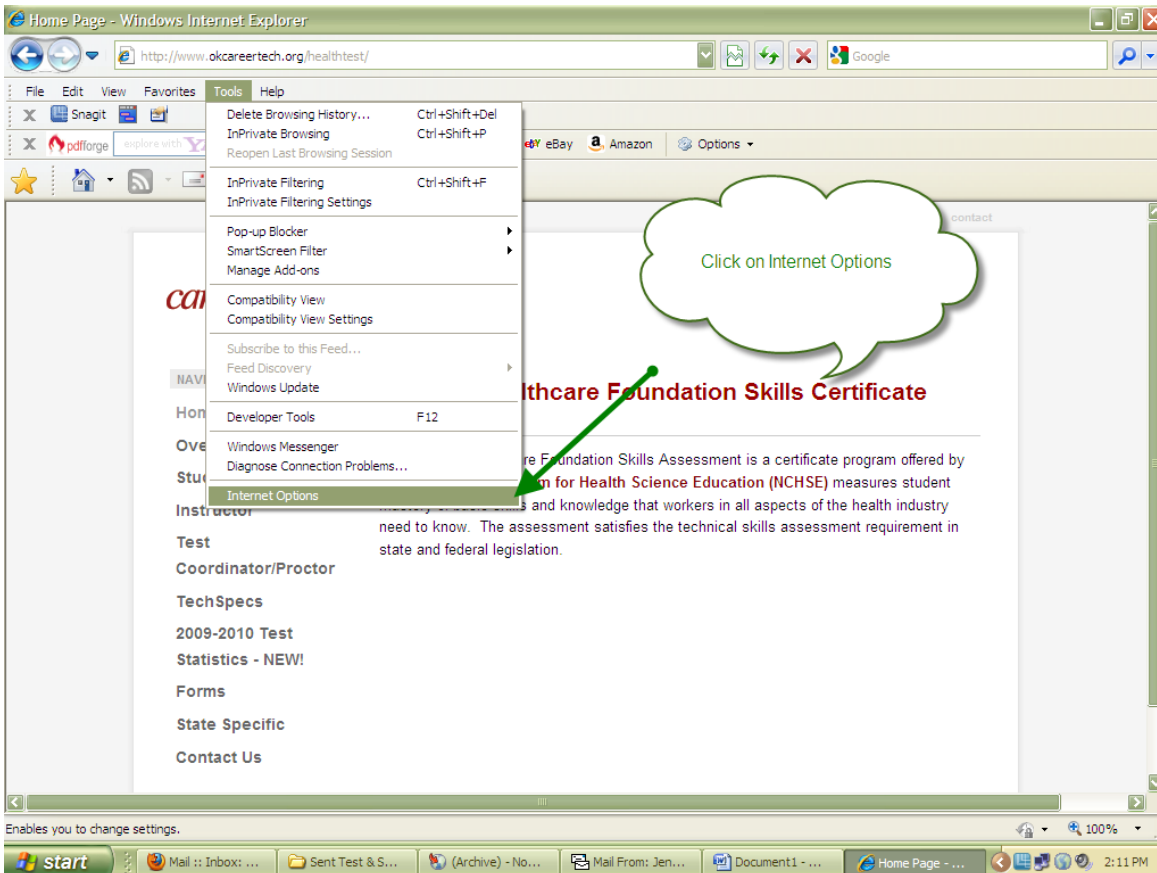 Home Page - Windows Internet Explorer
http://www.okcareertech.org/healthtest/
Google
File Edit View Favorites Tools Help
X Snagit
X pdfforge explore with eBay Amazon Options
Delete Browsing History... Ctrl+Shift+Del
InPrivate Browsing Ctrl+Shift+P
Reopen Last Browsing Session
InPrivate Filtering Ctrl+Shift+F
InPrivate Filtering Settings
Pop-up Blocker
SmartScreen Filter
Manage Add-ons
Compatibility View
Compatibility View Settings
Subscribe to this Feed...
Feed Discovery
Windows Update
Developer Tools F12
Windows Messenger
Diagnose Connection Problems...
Internet Options
contact
Click on Internet Options
car
NAVI
Hom
Ove
Stu
Instructor
Test
Coordinator/Proctor
TechSpecs
2009-2010 Test
Statistics - NEW!
Forms
State Specific
Contact Us
lthcare Foundation Skills Certificate
re Foundation Skills Assessment is a certificate program offered by
m for Health Science Education (NCHSE) measures student
and knowledge that workers in all aspects of the health industry
need to know. The assessment satisfies the technical skills assessment requirement in
state and federal legislation.
Enables you to change settings.
100%
start Mail :: Inbox: ... Sent Test & S... (Archive) - No... Mail From: Jen... Document1 - ... Home Page - ... 2:11 PM